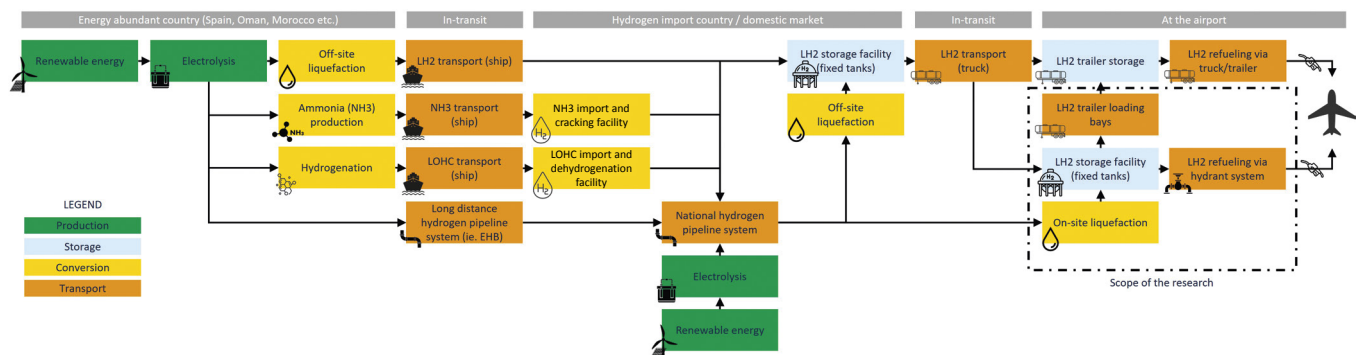 Energy abundant country (Spain, Oman, Morocco etc.)
In-transit
Hydrogen import country / domestic market
In-transit
At the airport
Renewable energy
Electrolysis
Off-site
liquefaction
LH2 transport (ship)
LH2 storage facility
(fixed tanks)
H2
LH2 transport
(truck)
LH2 trailer storage
LH2 refueling via
truck/trailer
Ammonia (NH3)
production
NH3
NH3 transport
(ship)
NH3 import and
cracking facility
H2
Off-site
liquefaction
LH2 trailer loading
bays
Hydrogenation
LOHC transport
(ship)
LOHC import and
dehydrogenation
facility
H2
LH2 storage facility
(fixed tanks)
H2
LH2 refueling via
hydrant system
LEGEND
Production
Storage
Conversion
Transport
Long distance
hydrogen pipeline
system (ie. EHB)
National hydrogen
pipeline system
On-site liquefaction
Electrolysis
Scope of the research
Renewable energy